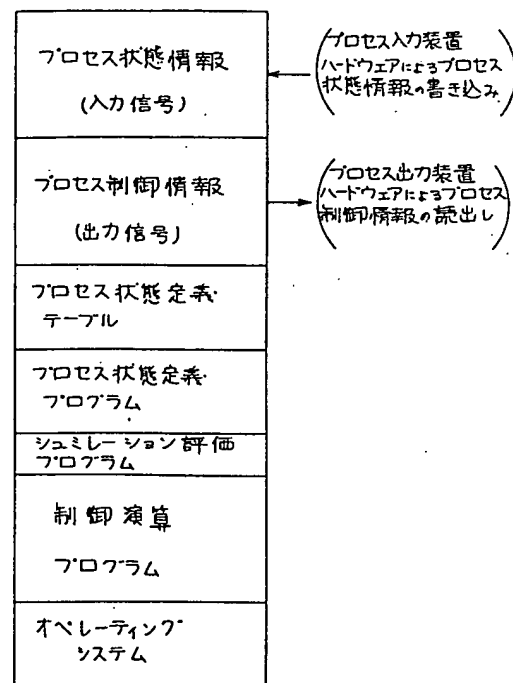 プロセス状態情報
(入力信号)
プロセス入力装置
ハードウェアによるプロセス
状態情報の書き込み
プロセス制御情報
(出力信号)
プロセス出力装置
ハードウェアによるプロセス
制御情報の読出し
プロセス状態定義
テーブル
プロセス状態定義
プログラム
シュミレーション評価
プログラム
制御演算
プログラム
オペレーティング
システム